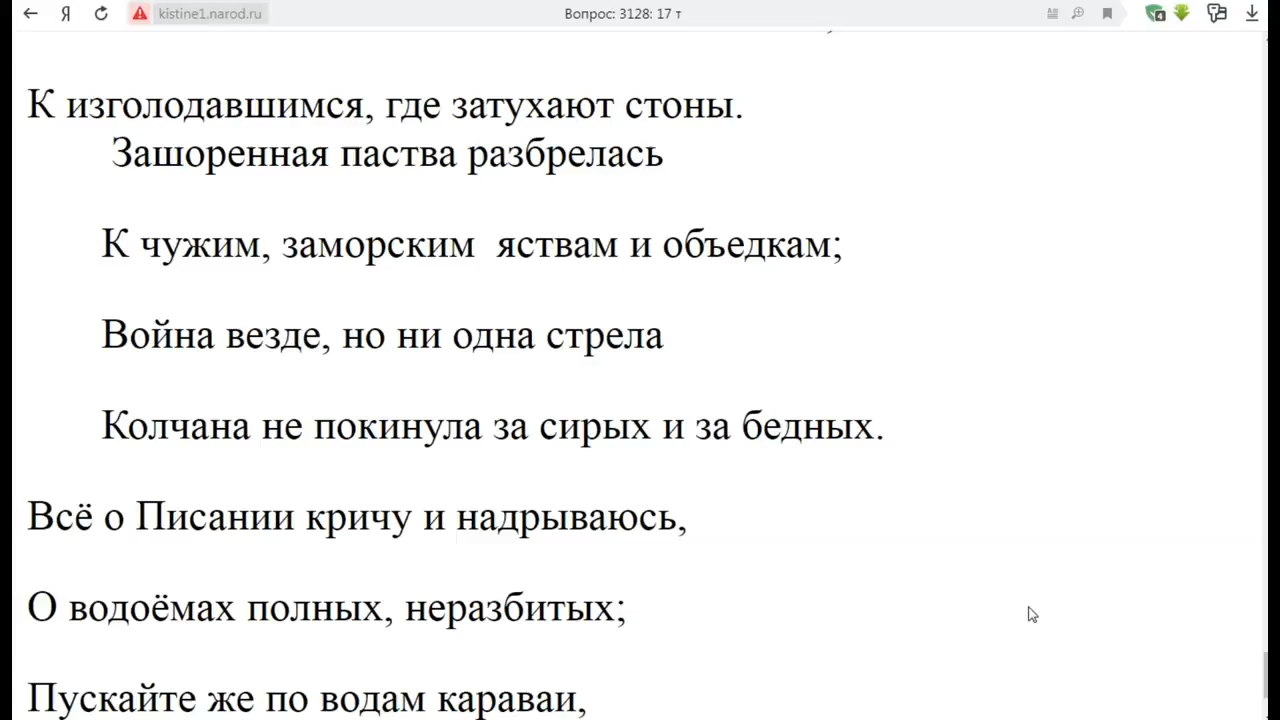 Я kistine1.narod.ru Вопрос: 3128: 17 т 4
К изголодавшимся, где затухают стоны.
Зашоренная паства разбрелась
К чужим, заморским яствам и объедкам;
Война везде, но ни одна стрела
Колчана не покинула за сирых и за бедных.
Всё о Писании кричу и надрываюсь,
О водоёмах полных, неразбитых;
Пускайте же по водам караваи,